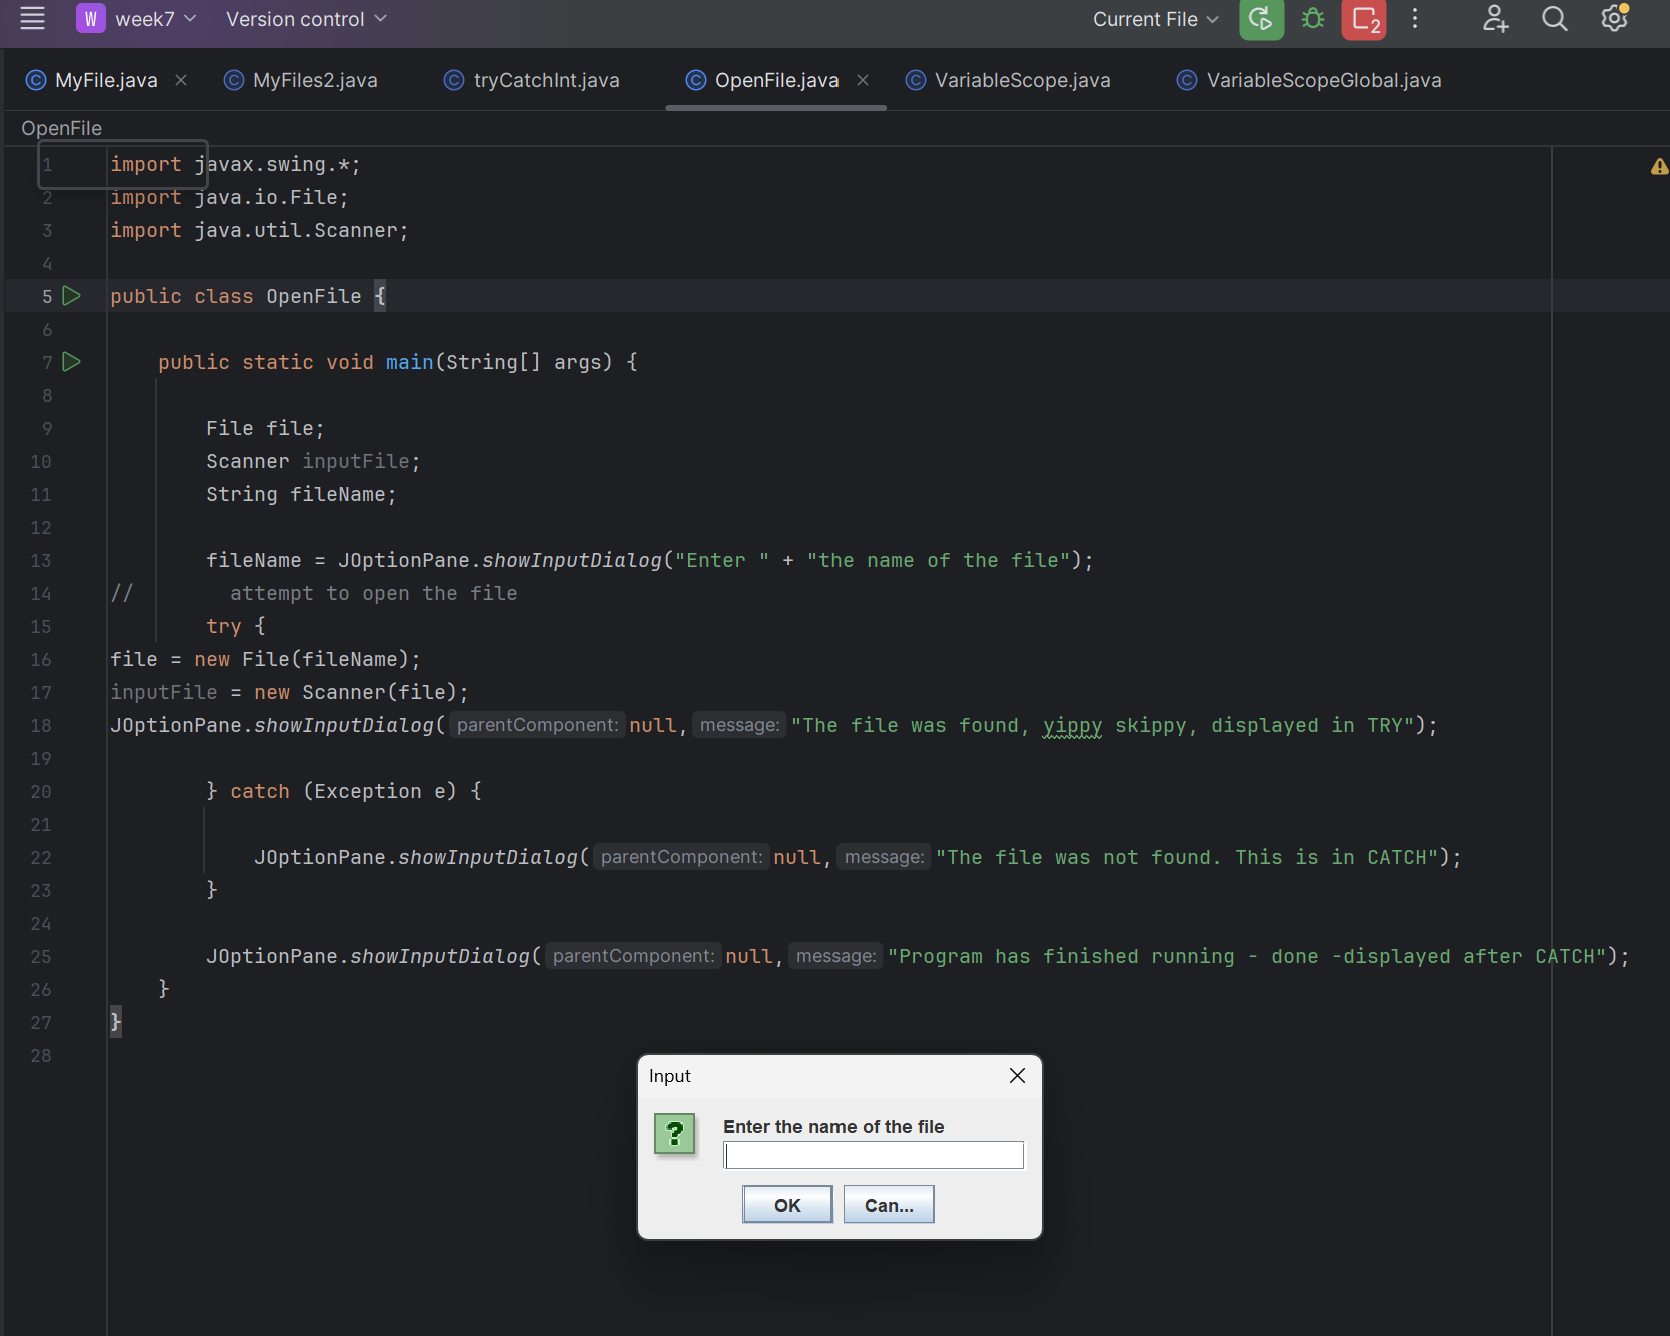 W week7 Version control Current File 2
MyFile.java MyFiles2.java tryCatchInt.java OpenFile.java VariableScope.java VariableScopeGlobal.java
OpenFile
1 import javax.swing.*;
2 import java.io.File;
3 import java.util.Scanner;
4
5 public class OpenFile {
6
7 public static void main(String[] args) {
8
9 File file;
10 Scanner inputFile;
11 String fileName;
12
13 fileName = JOptionPane.showInputDialog("Enter " + "the name of the file");
14 // attempt to open the file
15 try {
16 file = new File(fileName);
17 inputFile = new Scanner(file);
18 JOptionPane.showInputDialog( parentComponent: null, message: "The file was found, yippy skippy, displayed in TRY");
19
20 } catch (Exception e) {
21
22 JOptionPane.showInputDialog( parentComponent: null, message: "The file was not found. This is in CATCH");
23 }
24
25 JOptionPane.showInputDialog( parentComponent: null, message: "Program has finished running - done -displayed after CATCH");
26 }
27 }
28
Input
?
Enter the name of the file
OK Can...